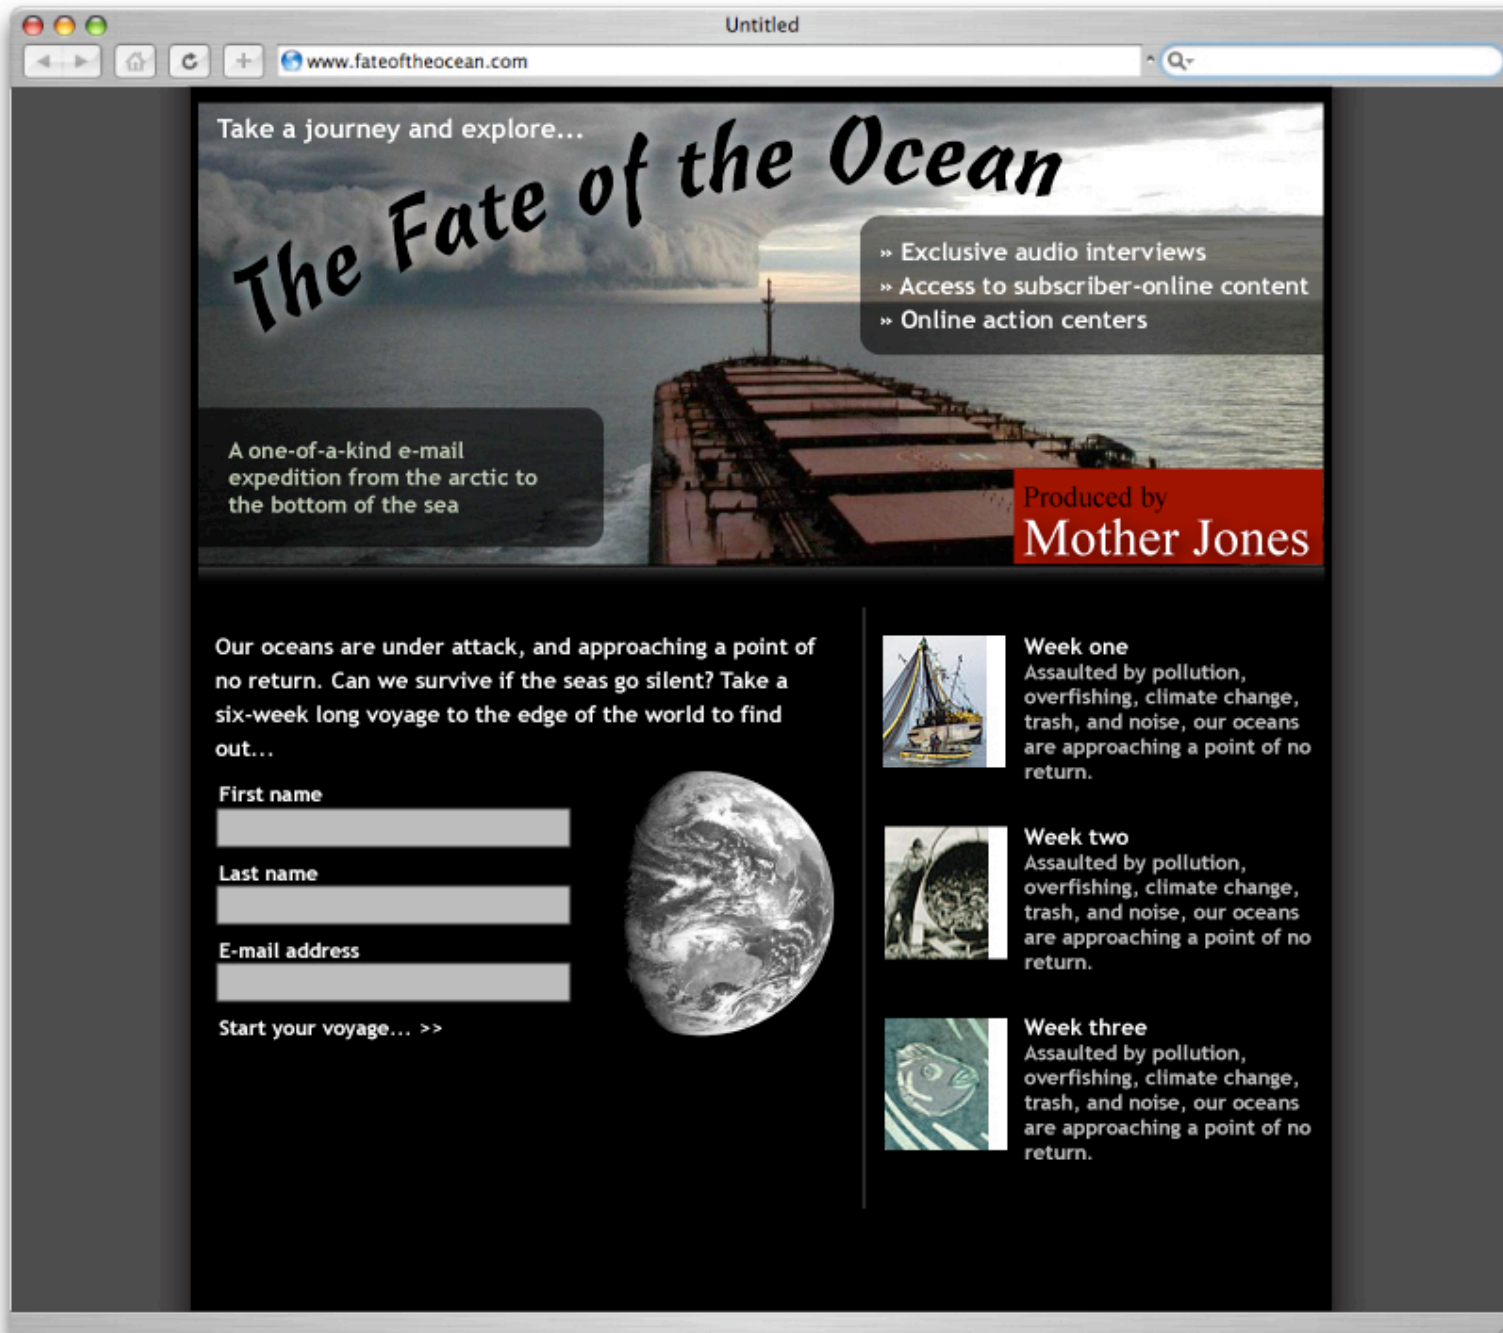 Untitled
www.fateoftheocean.com
Take a journey and explore...
The Fate of the Ocean
» Exclusive audio interviews
» Access to subscriber-online content
» Online action centers
A one-of-a-kind e-mail
expedition from the arctic to
the bottom of the sea
Produced by
Mother Jones
Our oceans are under attack, and approaching a point of
no return. Can we survive if the seas go silent? Take a
six-week long voyage to the edge of the world to find
out...
First name
Last name
E-mail address
Start your voyage... >>
Week one
Assaulted by pollution,
overfishing, climate change,
trash, and noise, our oceans
are approaching a point of no
return.
Week two
Assaulted by pollution,
overfishing, climate change,
trash, and noise, our oceans
are approaching a point of no
return.
Week three
Assaulted by pollution,
overfishing, climate change,
trash, and noise, our oceans
are approaching a point of no
return.